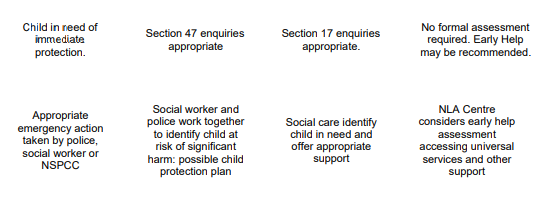 Child in need of
immediate
protection.
Section 47 enquiries
appropriate
Section 17 enquiries
appropriate.
No formal assessment
required. Early Help
may be recommended.
Appropriate
emergency action
taken by police,
social worker or
NSPCC
Social worker and
police work together
to identify child at
risk of significant
harm: possible child
protection plan
Social care identify
child in need and
offer appropriate
support
NLA Centre
considers early help
assessment
accessing universal
services and other
support